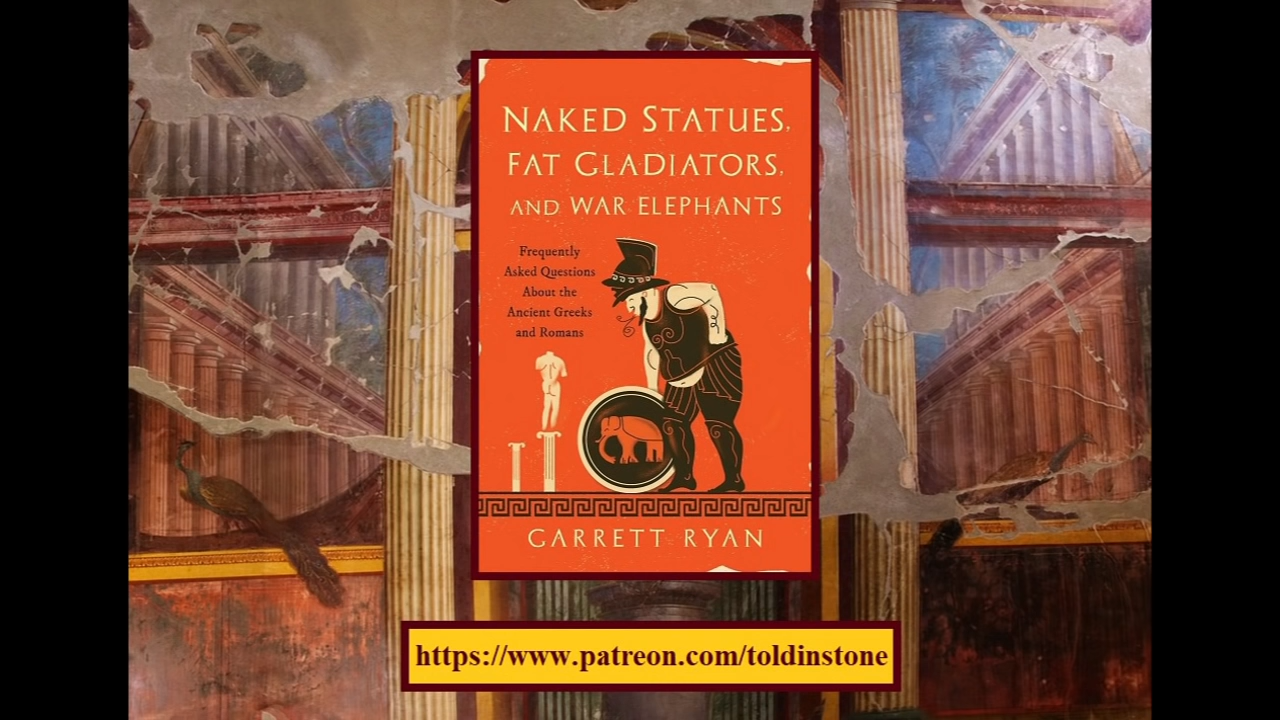 NAKED STATUES,
FAT GLADIATORS,
AND WAR ELEPHANTS
Frequently
Asked Questions
About the
Ancient Greeks
and Romans
GARRETT RYAN
https://www.patreon.com/toldinstone